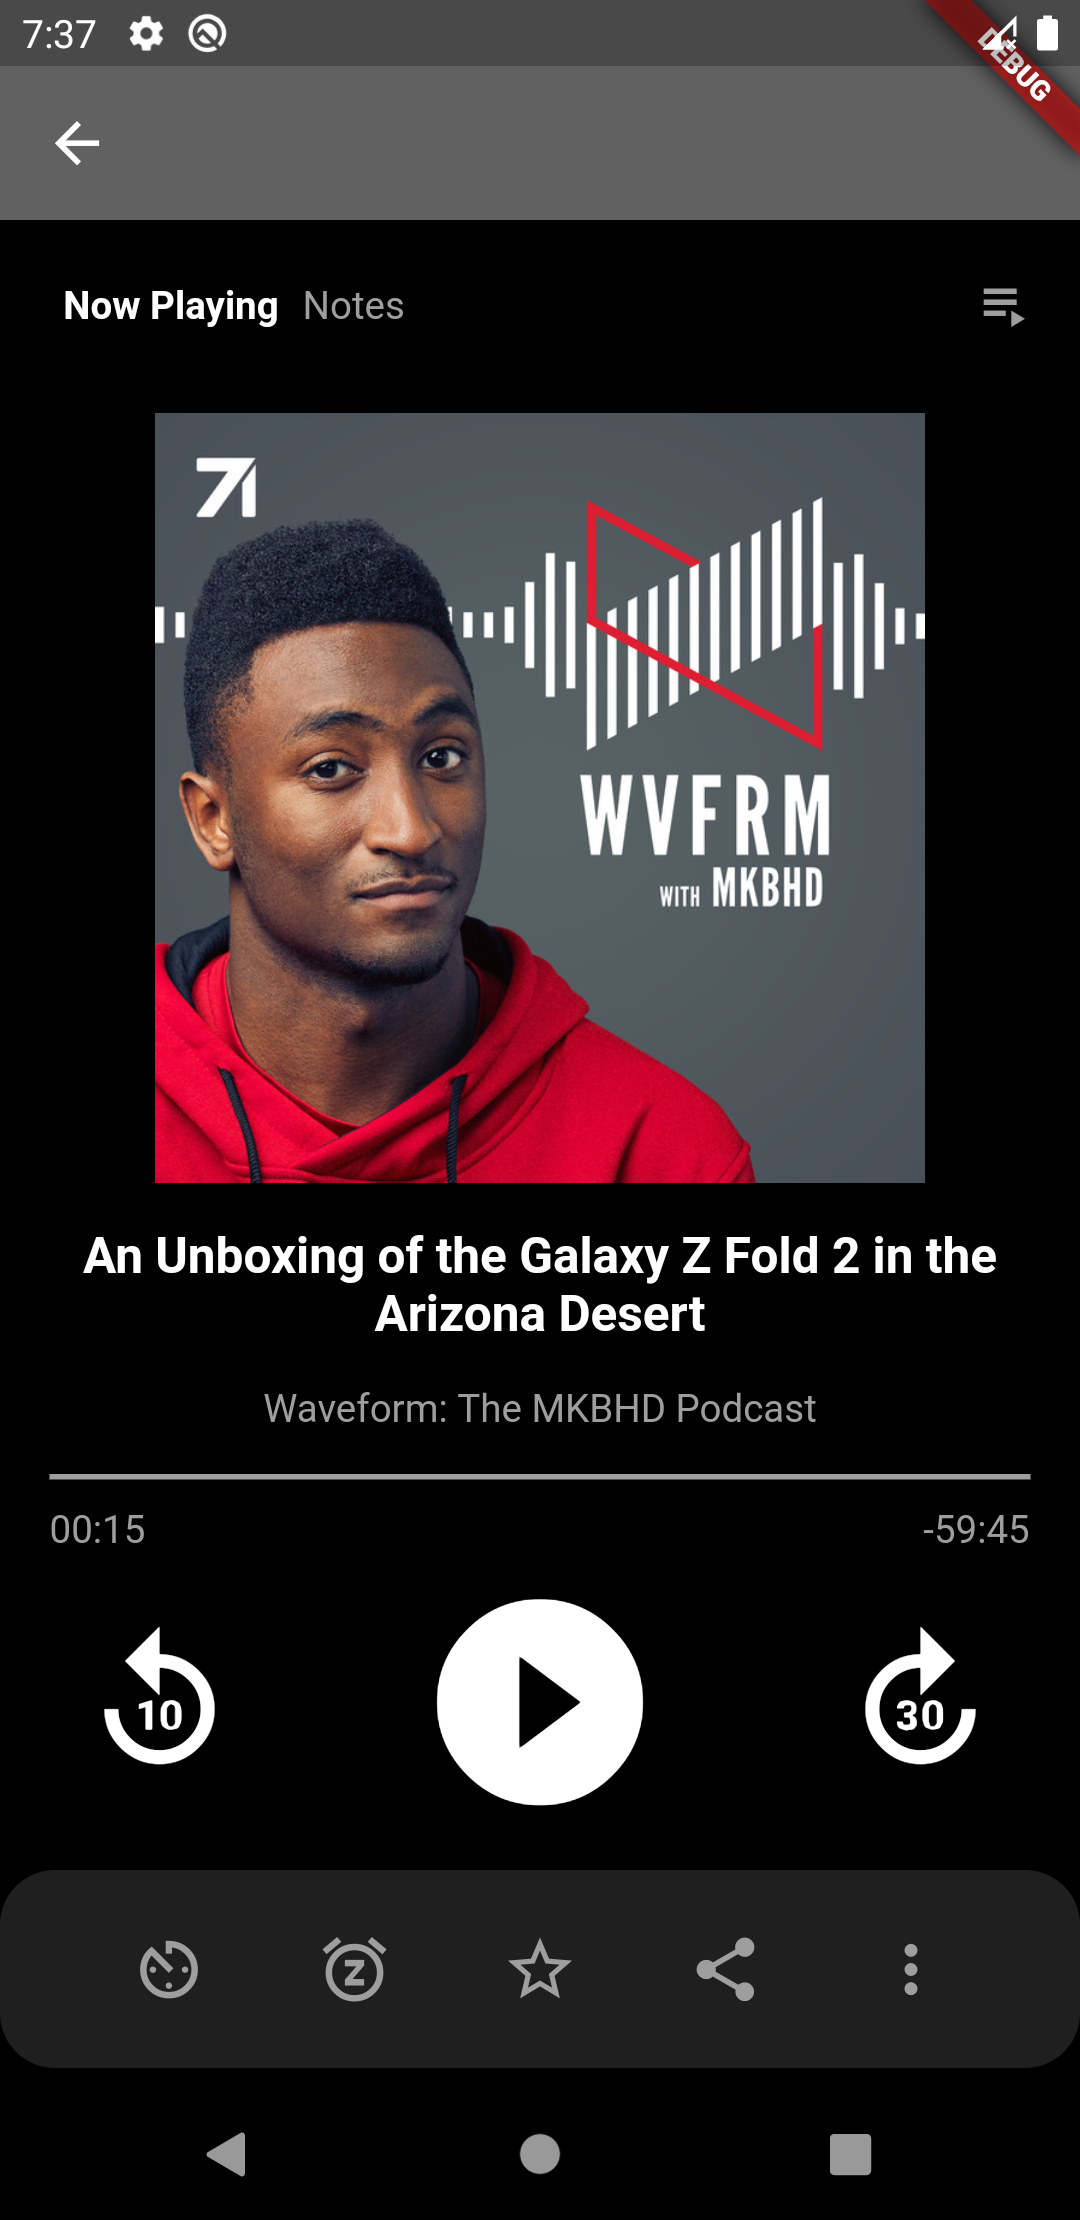 7:37
DEBUG
Now Playing Notes
WVFRM
WITH MKBHD
An Unboxing of the Galaxy Z Fold 2 in the
Arizona Desert
Waveform: The MKBHD Podcast
00:15 -59:45
10 30
z